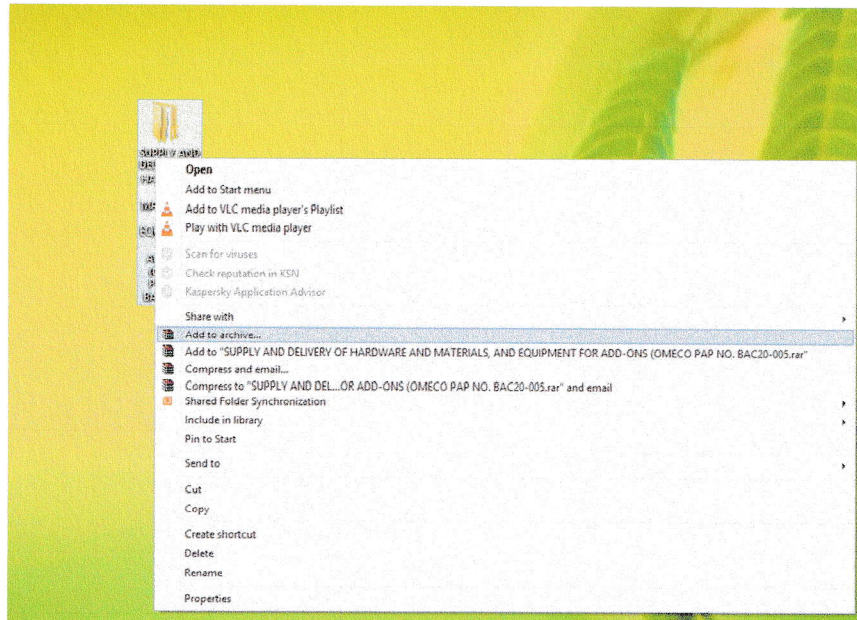 SUPPLY AND
Open
Add to Start menu
Add to VLC media player's Playlist
Play with VLC media player
Scan for viruses
Check reputation in KSN
Kaspersky Application Advisor
Share with
Add to archive...
Add to "SUPPLY AND DELIVERY OF HARDWARE AND MATERIALS, AND EQUIPMENT FOR ADD-ONS (OMECO PAP NO. BAC20-005.rar"
Compress and email...
Compress to "SUPPLY AND DEL...OR ADD-ONS (OMECO PAP NO. BAC20-005.rar" and email
Shared Folder Synchronization
Include in library
Pin to Start
Send to
Cut
Copy
Create shortcut
Delete
Rename
Properties